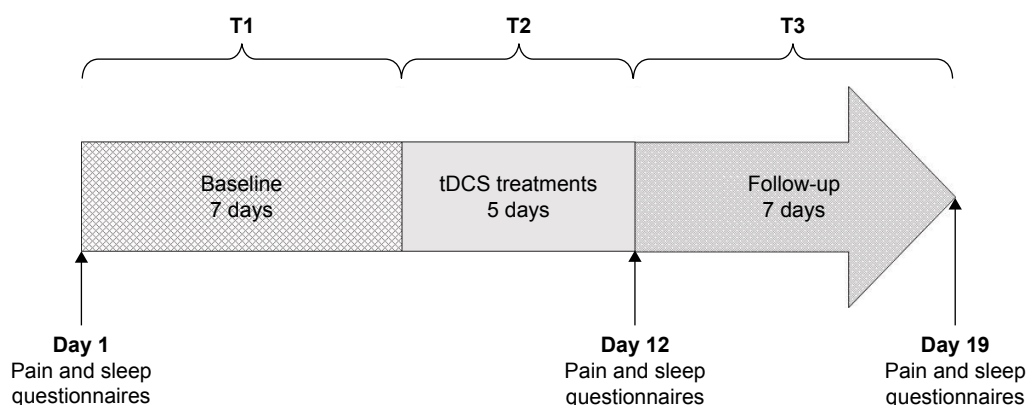 T1
T2
T3
Baseline
7 days
tDCS treatments
5 days
Follow-up
7 days
Day 1
Pain and sleep
questionnaires
Day 12
Pain and sleep
questionnaires
Day 19
Pain and sleep
questionnaires